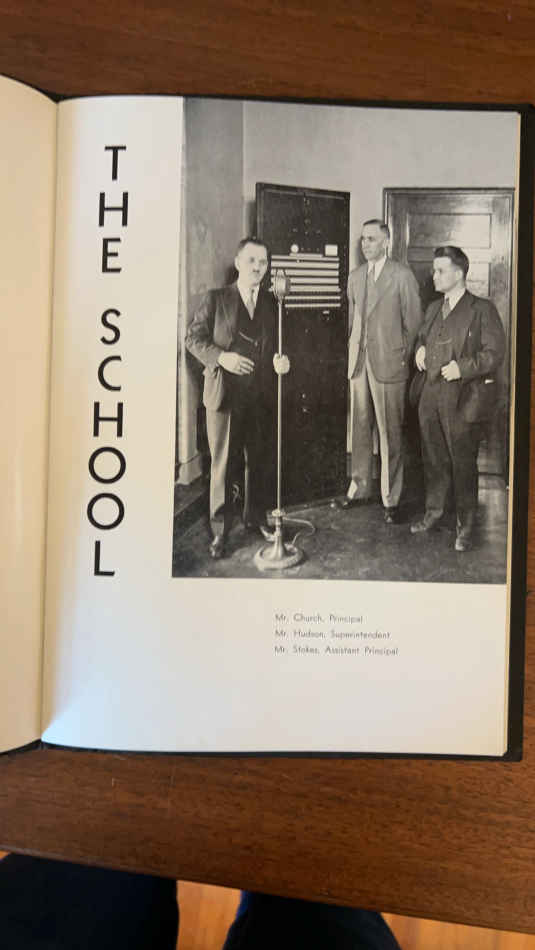 THE SCHOOL
Mr. Church, Principal
Mr. Hudson, Superintendent
Mr. Stokes, Assistant Principal